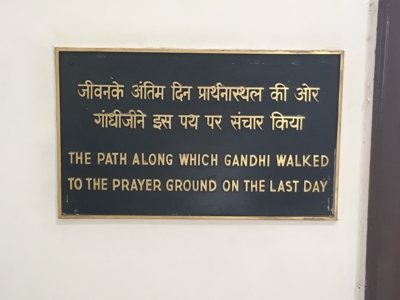 जीवनके अंतिम दिन प्रार्थनास्थल की ओर
गांधीजीने इस पथ पर संचार किया
THE PATH ALONG WHICH GANDHI WALKED
TO THE PRAYER GROUND ON THE LAST DAY